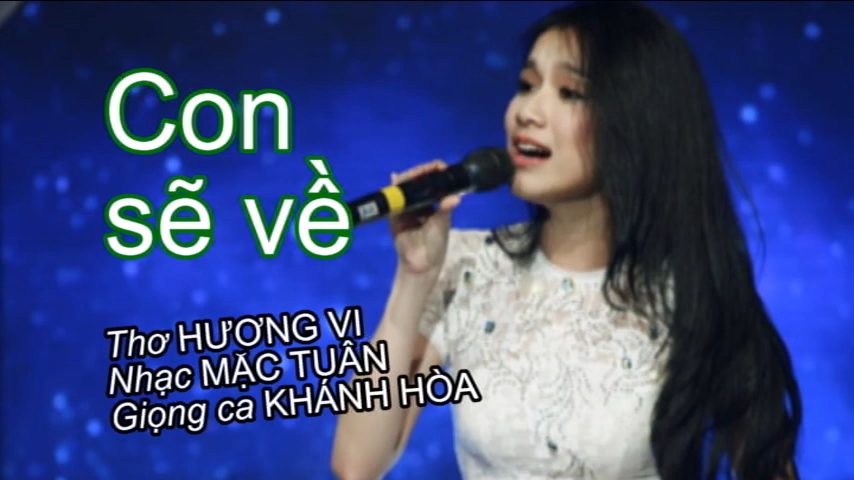 Con
sẽ về
Thơ HƯƠNG VI
Nhạc MẶC TUÂN
Giọng ca KHÁNH HÒA